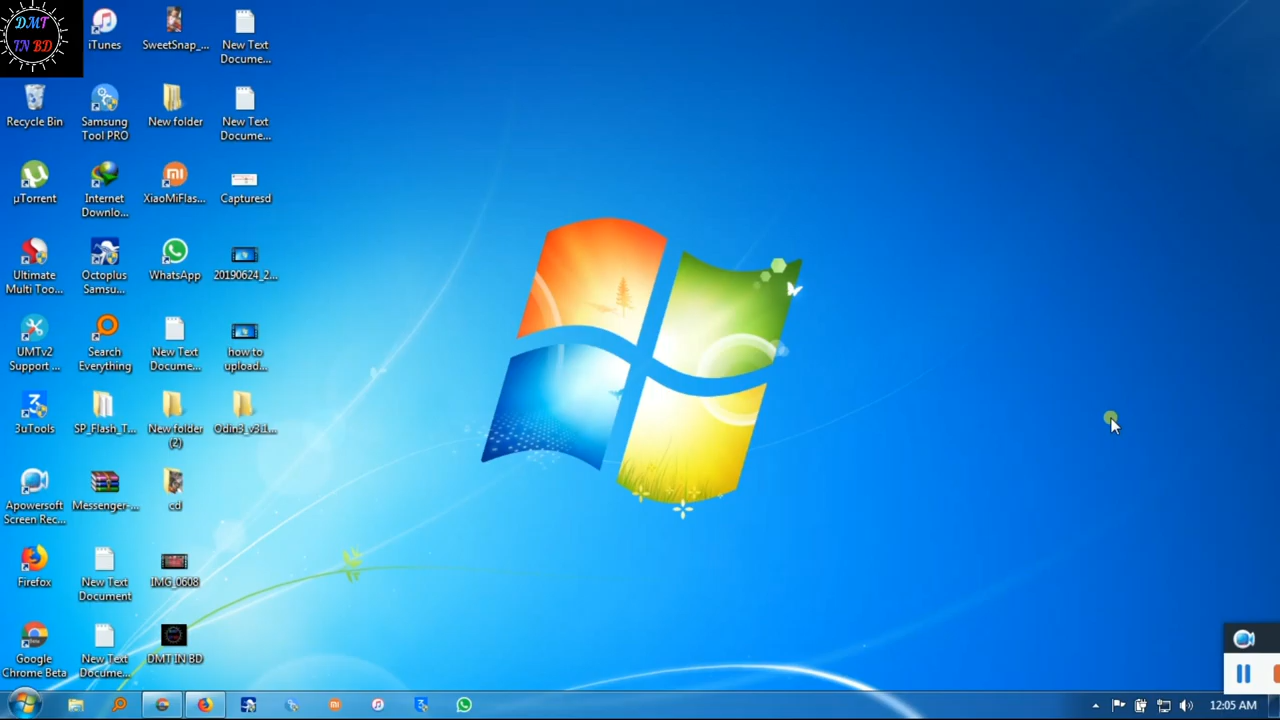 DMT
IN BD
iTunes
SweetSnap_...
New Text
Docume...
Recycle Bin
Samsung
Tool PRO
New folder
New Text
Docume...
µTorrent
Internet
Downlo...
XiaoMiFlas...
Capturesd
Ultimate
Multi Too...
Octoplus
Samsu...
WhatsApp
20190624_2...
UMTv2
Support ...
Search
Everything
New Text
Docume...
how to
upload...
3uTools
SP_Flash_T...
New folder
(2)
Odin3_v3.1...
Apowersoft
Screen Rec...
Messenger-...
cd
Firefox
New Text
Document
IMG_0608
Google
Chrome Beta
New Text
Docume...
DMT IN BD
12:05 AM